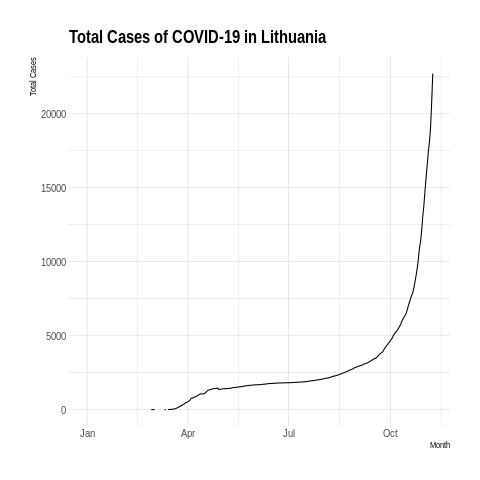 Total Cases of COVID-19 in Lithuania
Total Cases
20000
15000
10000
5000
0
Jan Apr Jul Oct
Month